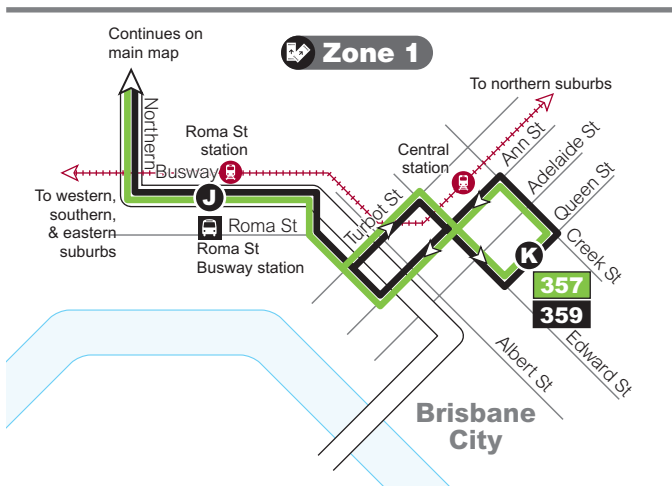 Continues on
main map
Zone 1
To northern suburbs
Northern
Busway
Roma St
station
Central
station
Ann St
Adelaide St
Queen St
Creek St
Turbot St
J
To western,
southern,
& eastern
suburbs
Roma St
Roma St
Busway station
K
357
359
Edward St
Albert St
Brisbane
City